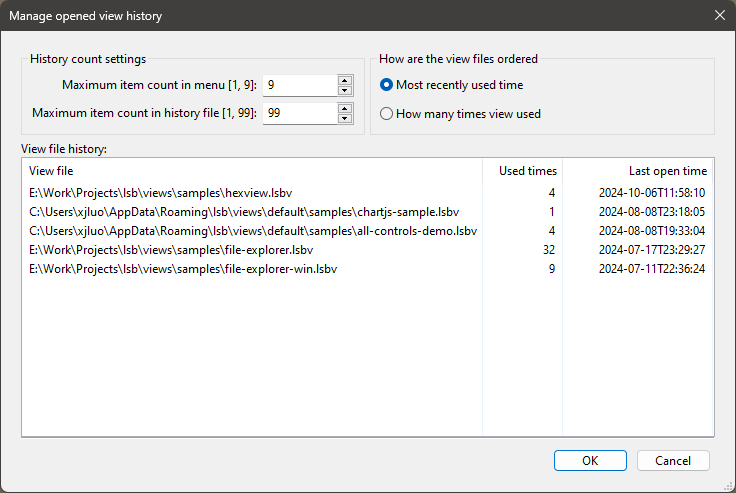 Manage opened view history
History count settings
Maximum item count in menu [1, 9]: 9
Maximum item count in history file [1, 99]: 99
How are the view files ordered
Most recently used time
How many times view used
View file history:
View file Used times Last open time
E:\Work\Projects\lsb\views\samples\hexview.lsbv 4 2024-10-06T11:58:10
C:\Users\xjluo\AppData\Roaming\lsb\views\default\samples\chartjs-sample.lsbv 1 2024-08-08T23:18:05
C:\Users\xjluo\AppData\Roaming\lsb\views\default\samples\all-controls-demo.lsbv 4 2024-08-08T19:33:04
E:\Work\Projects\lsb\views\samples\file-explorer.lsbv 32 2024-07-17T23:29:27
E:\Work\Projects\lsb\views\samples\file-explorer-win.lsbv 9 2024-07-11T22:36:24
OK Cancel